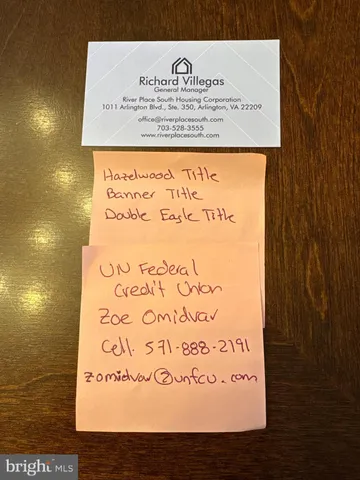 Richard Villegas
General Manager
River Place South Housing Corporation
1011 Arlington Blvd., Ste. 350, Arlington, VA 22209
office@riverplacesouth.com
703-528-3555
www.riverplacesouth.com
Hazelwood Title
Banner Title
Double Eagle Title
UN Federal
Credit Union
Zoe Omidvar
Cell. 571-888-2191
zomidvar@unfcu.com
bright MLS